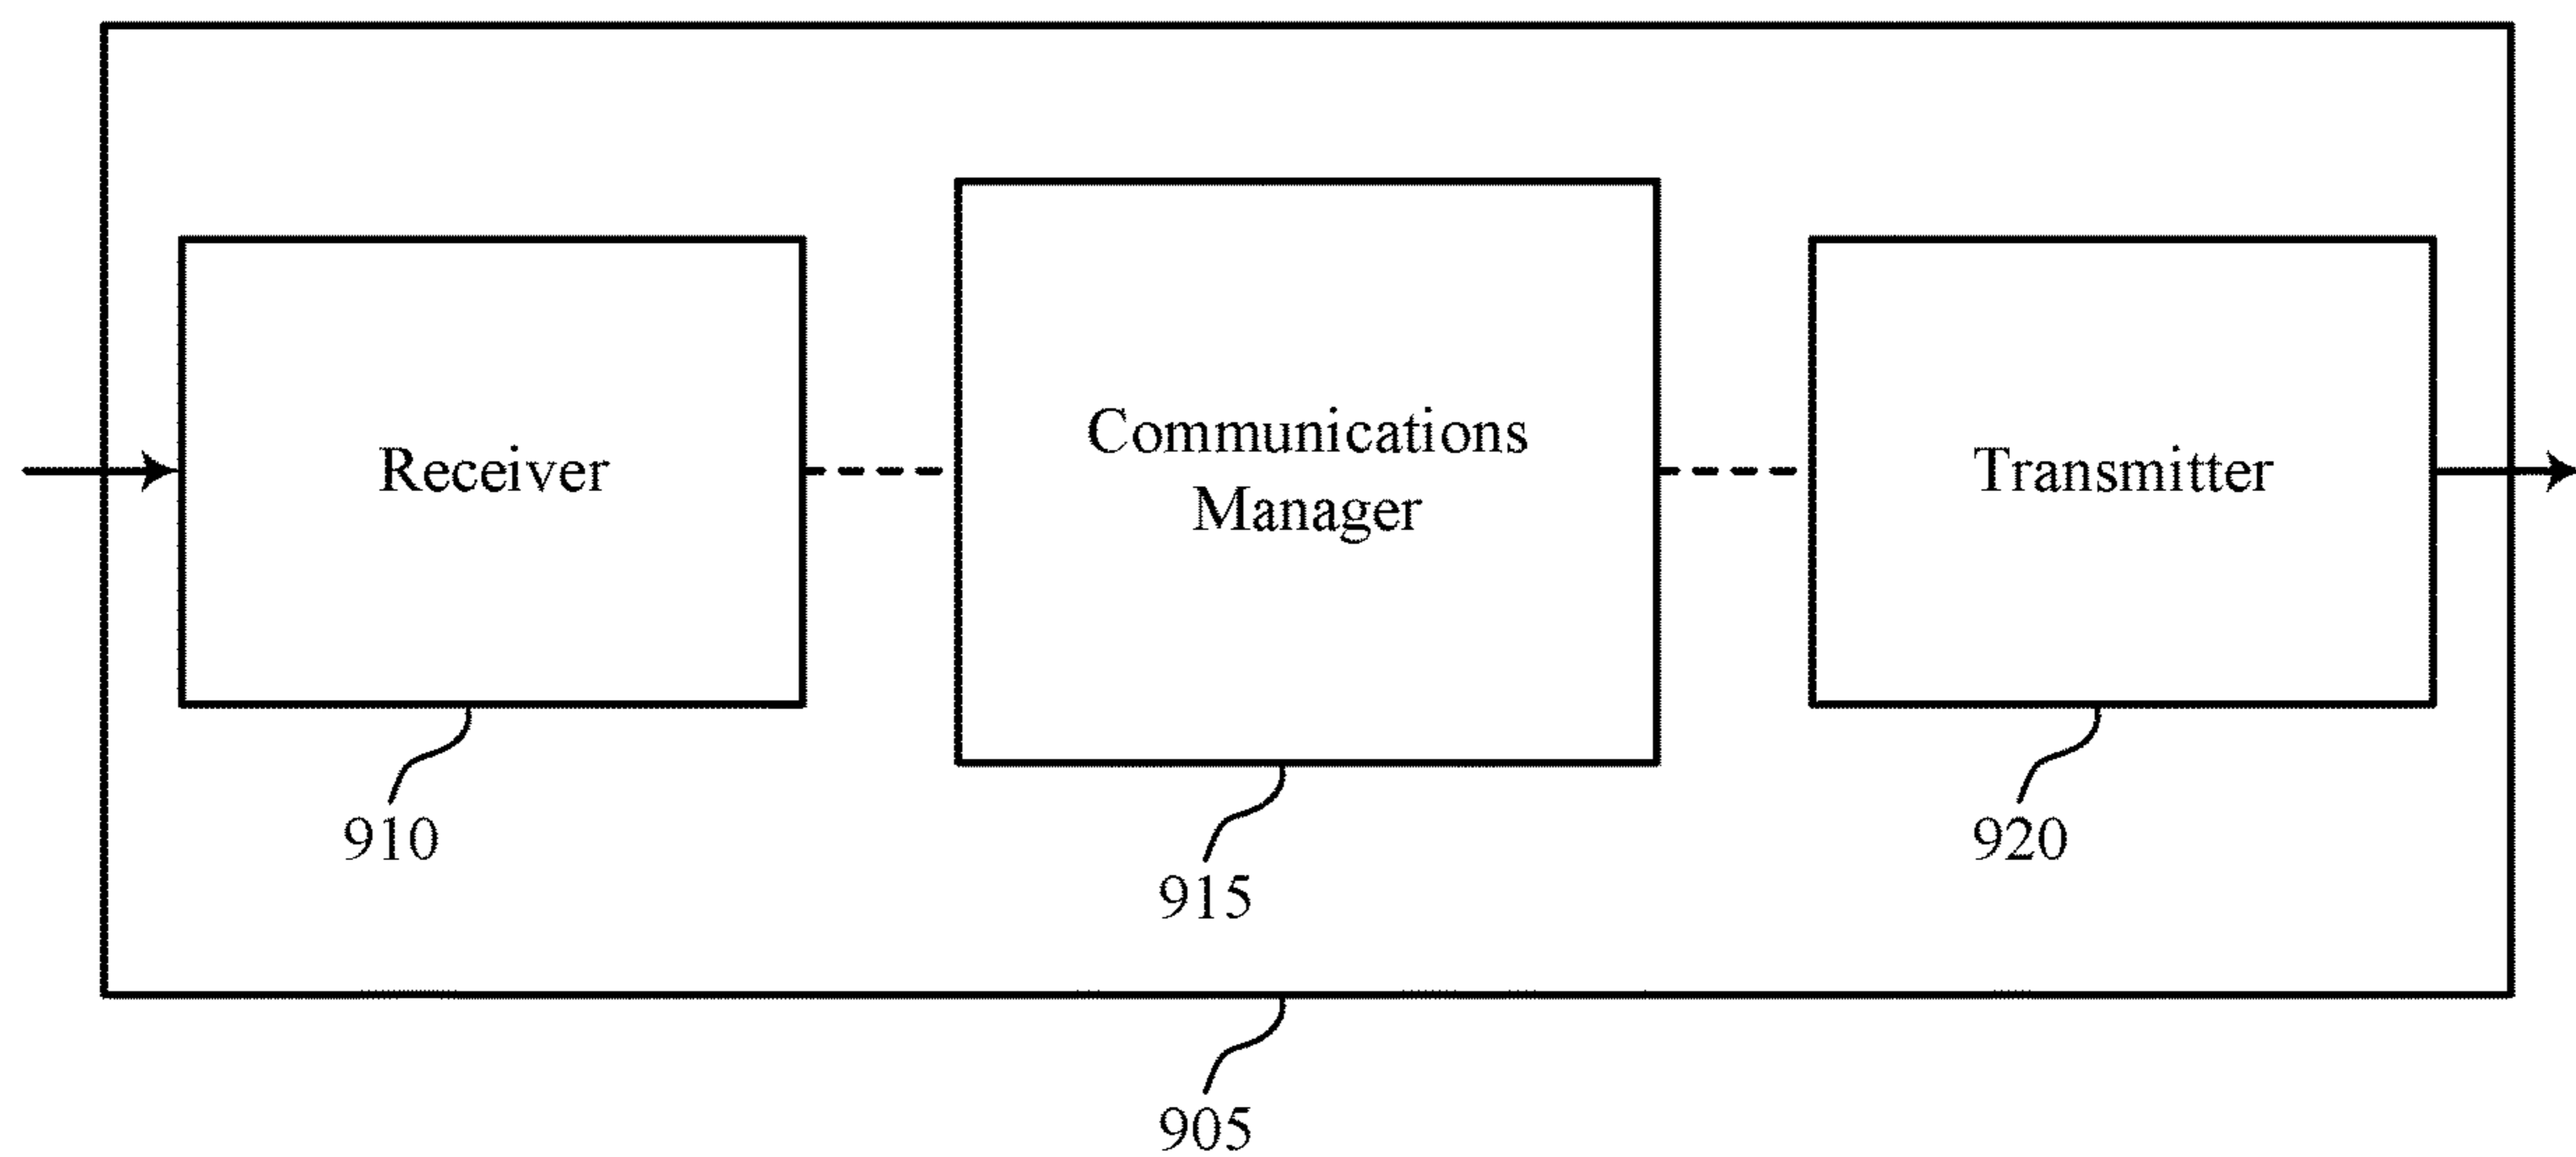 Receiver
Communications
Manager
Transmitter
910
915
920
905